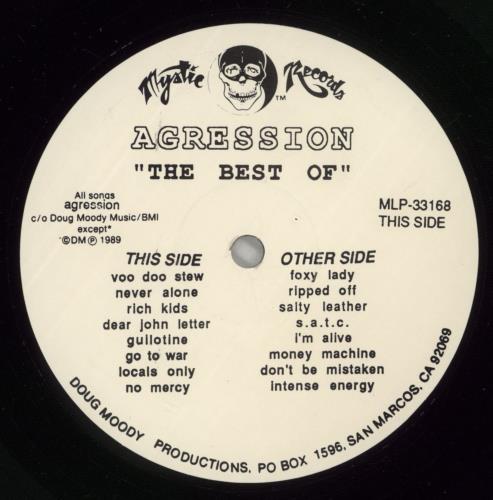 Mystic Records TM
AGRESSION
"THE BEST OF"
All songs
agression
c/o Doug Moody Music/BMI
except*
©DM℗ 1989
MLP-33168
THIS SIDE
THIS SIDE
voo doo stew
never alone
rich kids
dear john letter
guilotine
go to war
locals only
no mercy
OTHER SIDE
foxy lady
ripped off
salty leather
s.a.t.c.
i'm alive
money machine
don't be mistaken
intense energy
DOUG MOODY PRODUCTIONS, PO BOX 1596, SAN MARCOS, CA 92069